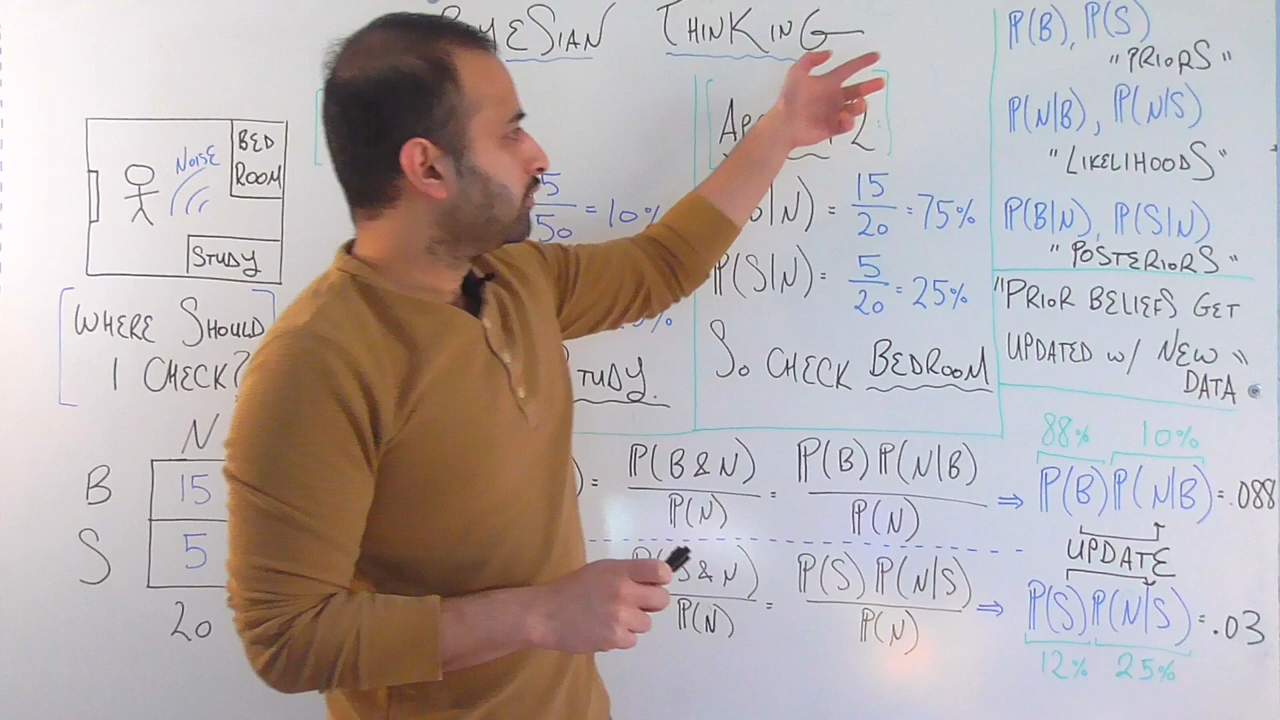 THINKING
NOISE
BED
ROOM
STUDY
WHERE SHOULD
I CHECK?
N
B 15
S 5
20
= 10%
STUDY.
2
15/20 = 75%
P(S|N) = 5/20 = 25%
SO CHECK BEDROOM
P(B), P(S)
"PRIORS"
P(N|B), P(N|S)
"LIKELIHOODS"
P(B|N), P(S|N)
"POSTERIORS"
"PRIOR BELIEFS GET
UPDATED W/ NEW
DATA"
= P(B&N)/P(N) = P(B)P(N|B)/P(N) ⇒ P(B)P(N|B) = .088
88% 10%
UPDATE
P(N) = P(S)P(N|S)/P(N) ⇒ P(S)P(N|S) = .03
12% 25%